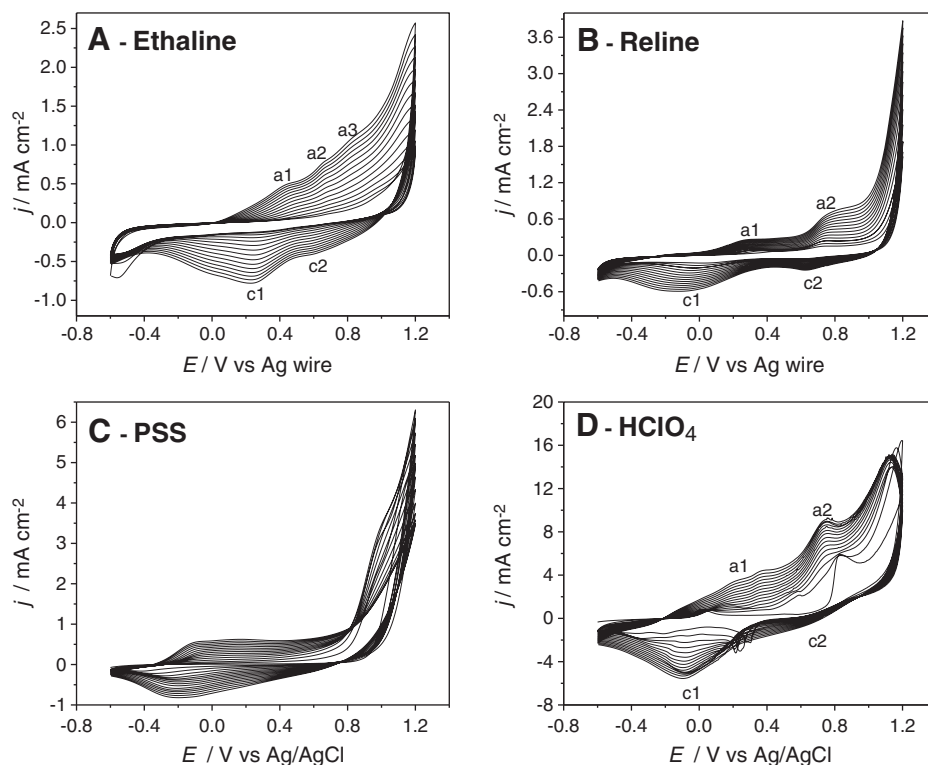 A - Ethaline
2.5
2.0
1.5
1.0
0.5
0.0
-0.5
-1.0
j / mA cm⁻²
a1
a2
a3
c1
c2
-0.8 -0.4 0.0 0.4 0.8 1.2
E / V vs Ag wire
B - Reline
3.6
3.0
2.4
1.8
1.2
0.6
0.0
-0.6
j / mA cm⁻²
a1
a2
c1
c2
-0.8 -0.4 0.0 0.4 0.8 1.2
E / V vs Ag wire
C - PSS
6
5
4
3
2
1
0
-1
j / mA cm⁻²
-0.8 -0.4 0.0 0.4 0.8 1.2
E / V vs Ag/AgCl
D - HClO₄
20
16
12
8
4
0
-4
-8
j / mA cm⁻²
a1
a2
c1
c2
-0.8 -0.4 0.0 0.4 0.8 1.2
E / V vs Ag/AgCl